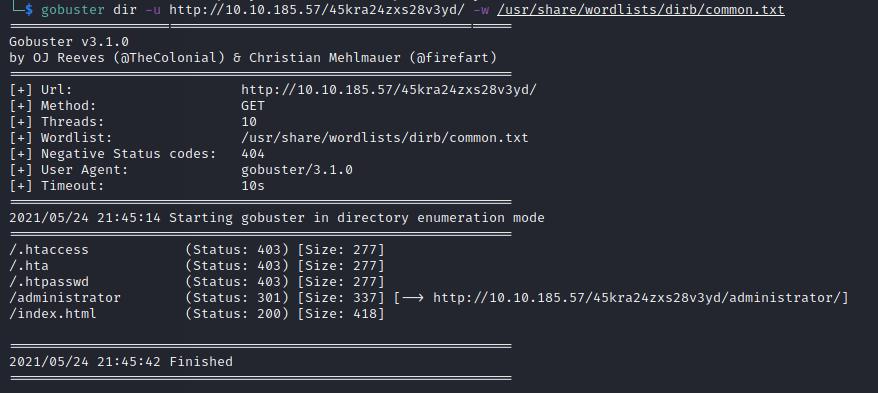 └─$ gobuster dir -u http://10.10.185.57/45kra24zxs28v3yd/ -w /usr/share/wordlists/dirb/common.txt
===============================================================
Gobuster v3.1.0
by OJ Reeves (@TheColonial) & Christian Mehlmauer (@firefart)
===============================================================
[+] Url:                     http://10.10.185.57/45kra24zxs28v3yd/
[+] Method:                  GET
[+] Threads:                 10
[+] Wordlist:                /usr/share/wordlists/dirb/common.txt
[+] Negative Status codes:   404
[+] User Agent:              gobuster/3.1.0
[+] Timeout:                 10s
===============================================================
2021/05/24 21:45:14 Starting gobuster in directory enumeration mode
===============================================================
/.htaccess            (Status: 403) [Size: 277]
/.hta                 (Status: 403) [Size: 277]
/.htpasswd            (Status: 403) [Size: 277]
/administrator        (Status: 301) [Size: 337] [--> http://10.10.185.57/45kra24zxs28v3yd/administrator/]
/index.html           (Status: 200) [Size: 418]
===============================================================
2021/05/24 21:45:42 Finished
===============================================================